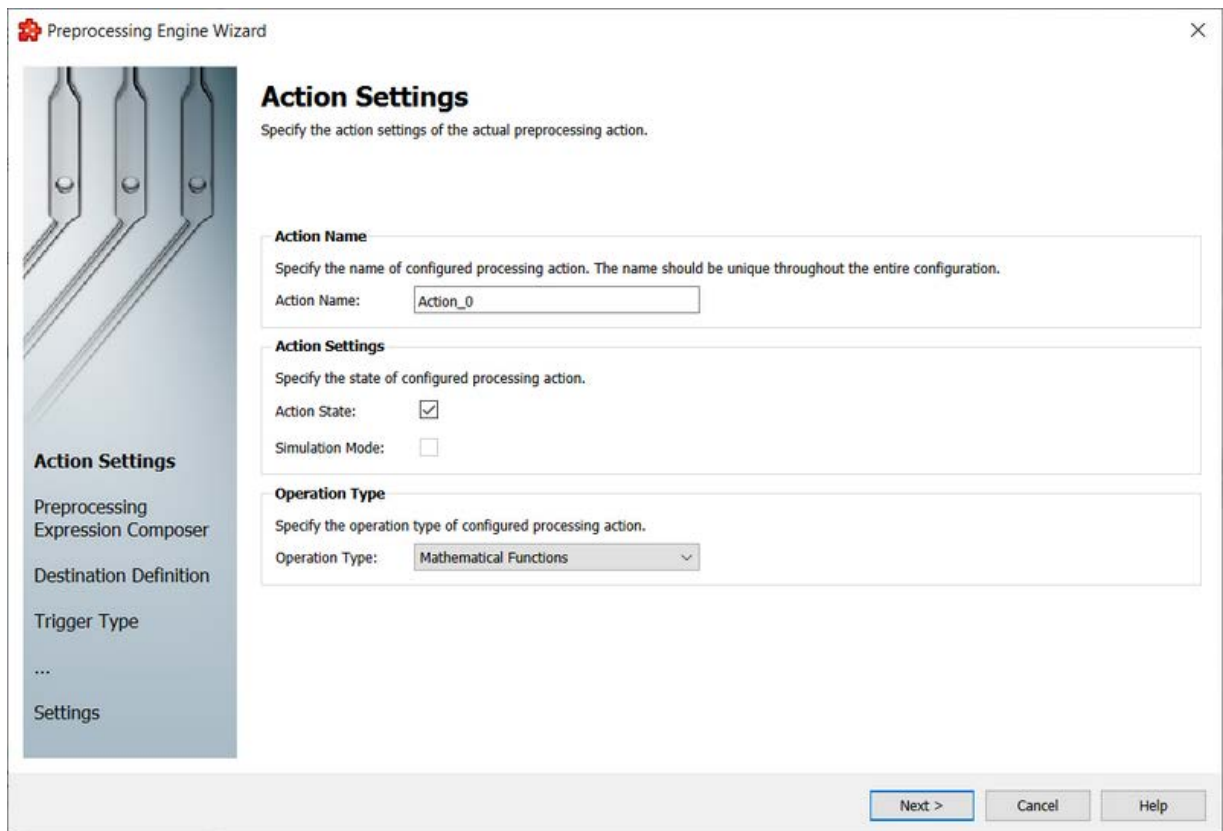 Preprocessing Engine Wizard
Action Settings
Specify the action settings of the actual preprocessing action.
Action Name
Specify the name of configured processing action. The name should be unique throughout the entire configuration.
Action Name: Action_0
Action Settings
Specify the state of configured processing action.
Action State:
Simulation Mode:
Operation Type
Specify the operation type of configured processing action.
Operation Type: Mathematical Functions
Action Settings
Preprocessing
Expression Composer
Destination Definition
Trigger Type
...
Settings
Next > Cancel Help